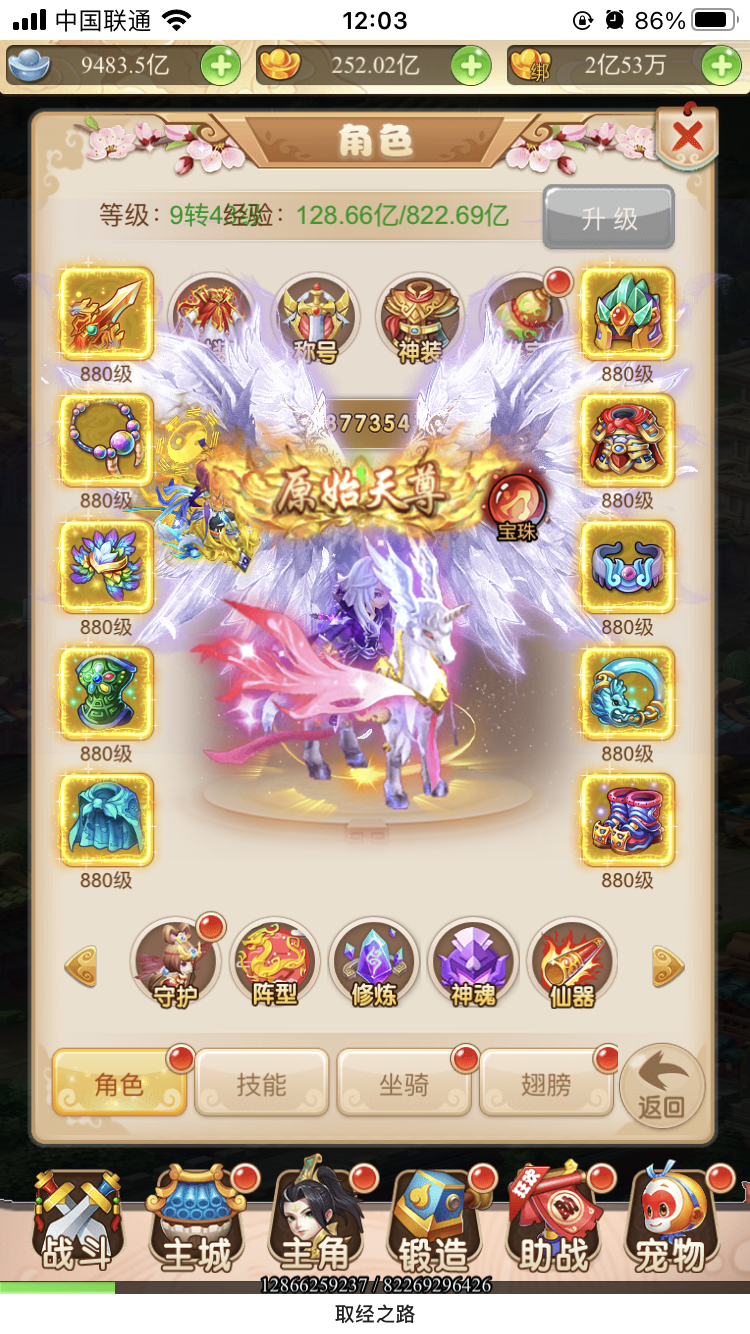 中国联通 12:03 86%
9483.5亿 252.02亿 绑 2亿53万
角色
等级: 9转4 经验: 128.66亿/822.69亿 升级
称号 神装
880级 880级
877354
880级 880级
原始天尊
宝珠
880级 880级
880级 880级
880级 880级
守护 阵型 修炼 神魂 仙器
角色 技能 坐骑 翅膀 返回
战斗 主城 主角 锻造 助战 宠物
12866259237 / 82269296426
取经之路